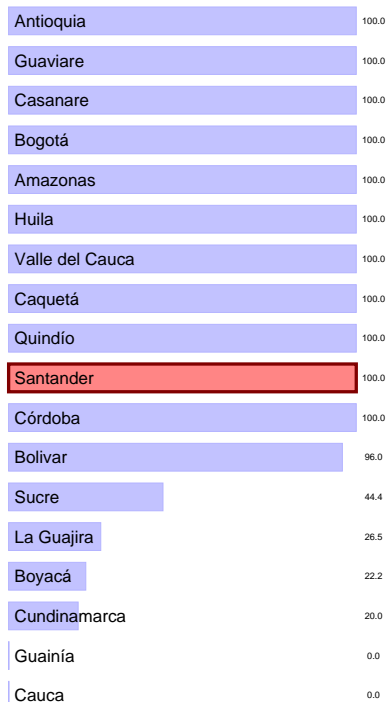 Antioquia 100.0
Guaviare 100.0
Casanare 100.0
Bogotá 100.0
Amazonas 100.0
Huila 100.0
Valle del Cauca 100.0
Caquetá 100.0
Quindío 100.0
Santander 100.0
Córdoba 100.0
Bolivar 96.0
Sucre 44.4
La Guajira 26.5
Boyacá 22.2
Cundinamarca 20.0
Guainía 0.0
Cauca 0.0